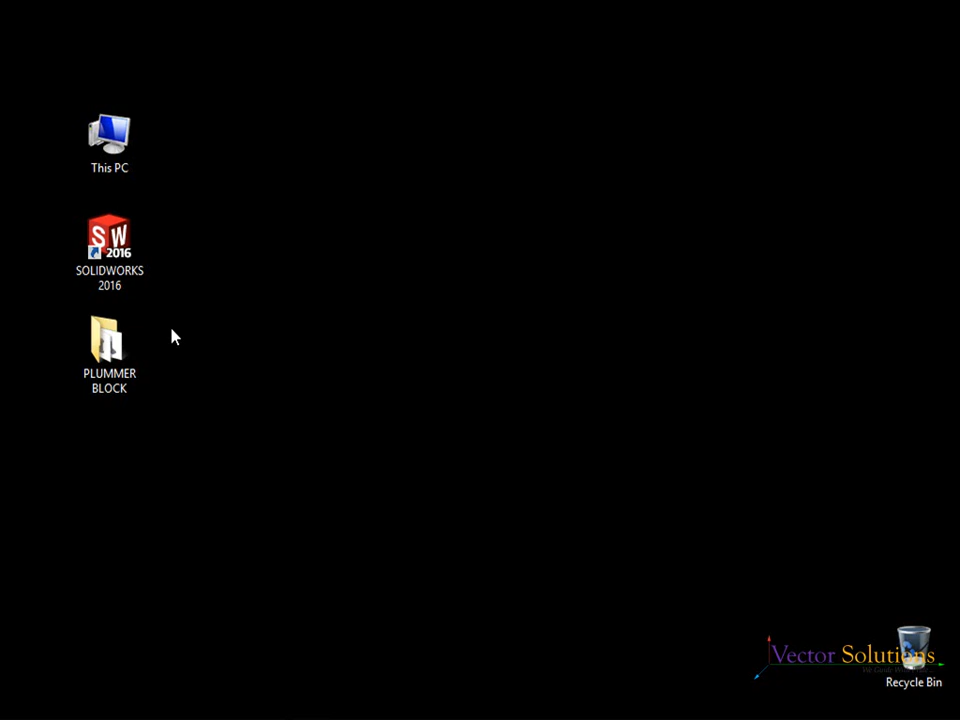 This PC
SW
2016
SOLIDWORKS
2016
PLUMMER
BLOCK
Vector Solutions
Recycle Bin